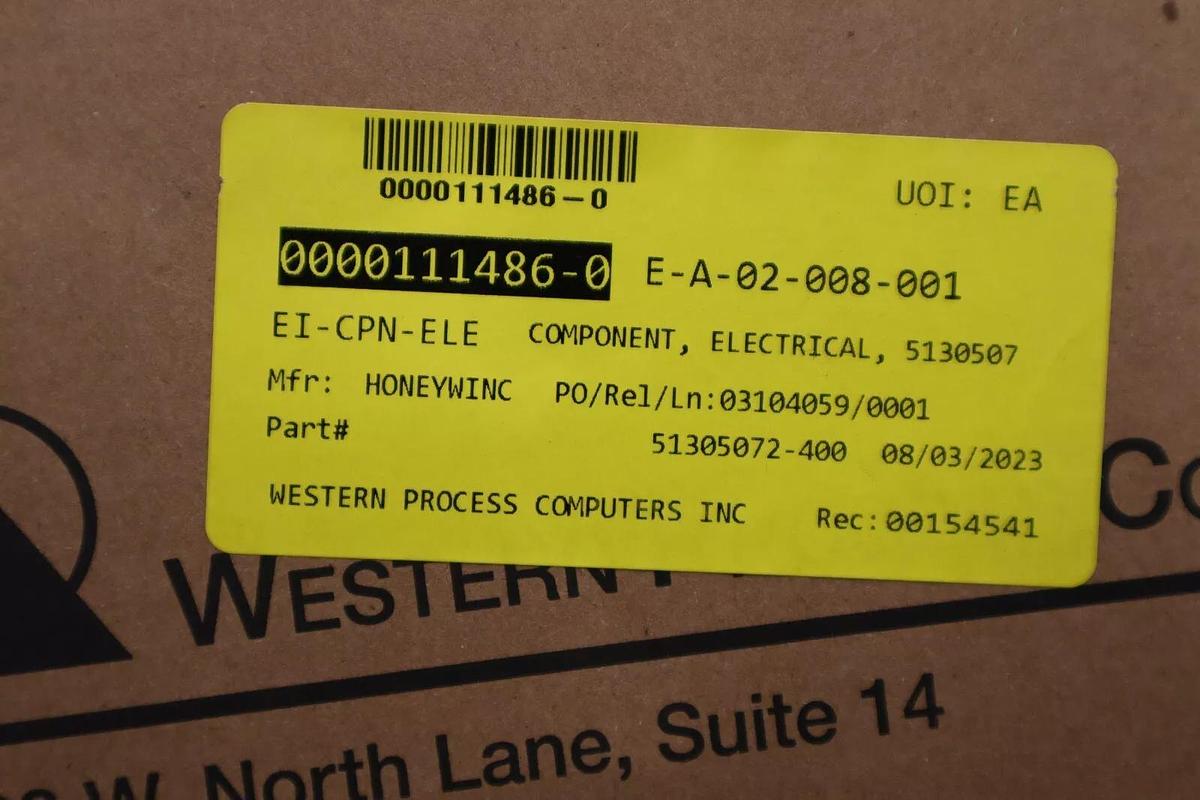 0000111486-0
UOI: EA
0000111486-0 E-A-02-008-001
EI-CPN-ELE COMPONENT, ELECTRICAL, 5130507
Mfr: HONEYWINC PO/Rel/Ln:03104059/0001
Part# 51305072-400 08/03/2023
WESTERN PROCESS COMPUTERS INC Rec:00154541
WESTERN
W. North Lane, Suite 14